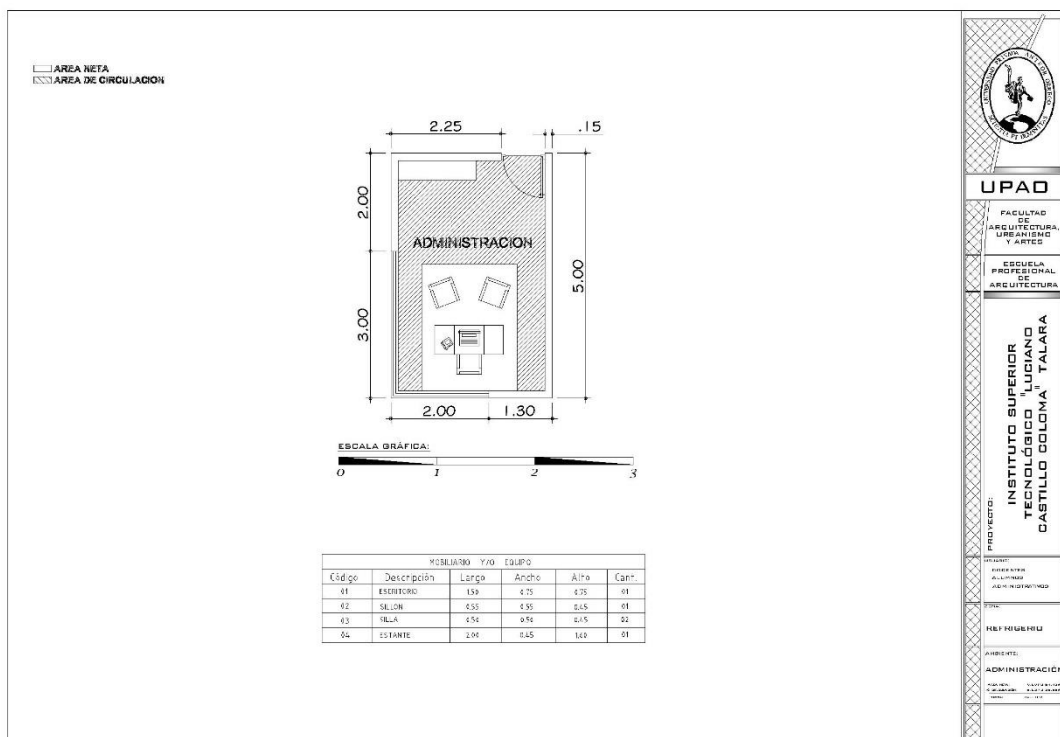 AREA NETA
AREA DE CIRCULACION
2.25
.15
2.00
ADMINISTRACION
5.00
3.00
2.00
1.30
ESCALA GRÁFICA:
0 1 2 3
MOBILIARIO Y/O EQUIPO
Código Descripción Largo Ancho Alto Cant.
01 ESCRITORIO 1.50 0.75 0.75 01
02 SILLON 0.55 0.55 0.45 01
03 SILLA 0.50 0.50 0.45 02
04 ESTANTE 2.00 0.45 1.60 01
UPAO
FACULTAD
DE
ARQUITECTURA,
URBANISMO
Y ARTES
ESCUELA
PROFESIONAL
DE
ARQUITECTURA
PROYECTO:
INSTITUTO SUPERIOR
TECNOLÓGICO "LUCIANO
CASTILLO COLOMA" TALARA
USUARIO:
DOCENTES
ALUMNOS
ADMINISTRATIVOS
ZONA:
REFRIGERIO
AMBIENTE:
ADMINISTRACIÓN